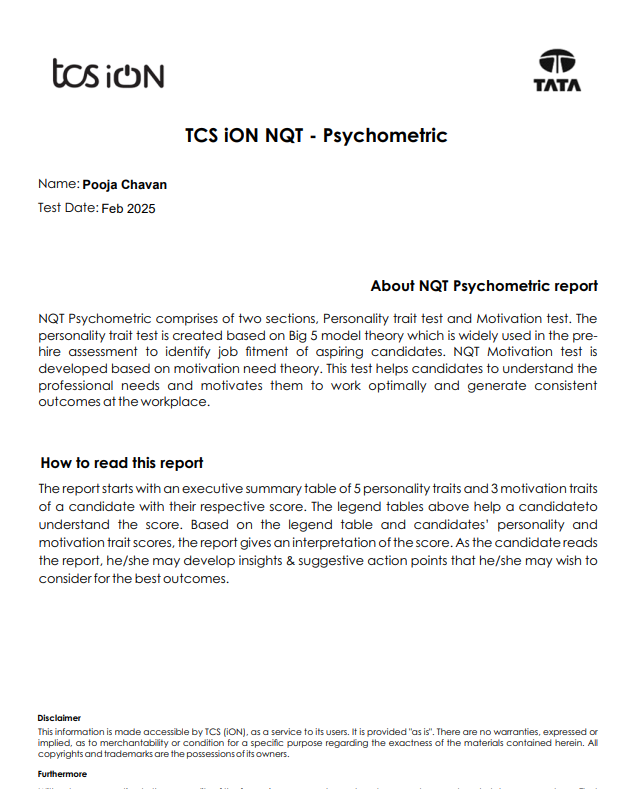 tcs iON
TATA
TCS iON NQT - Psychometric
Name: Pooja Chavan
Test Date: Feb 2025
About NQT Psychometric report
NQT Psychometric comprises of two sections, Personality trait test and Motivation test. The
personality trait test is created based on Big 5 model theory which is widely used in the pre-
hire assessment to identify job fitment of aspiring candidates. NQT Motivation test is
developed based on motivation need theory. This test helps candidates to understand the
professional needs and motivates them to work optimally and generate consistent
outcomes at the workplace.
How to read this report
The report starts with an executive summary table of 5 personality traits and 3 motivation traits
of a candidate with their respective score. The legend tables above help a candidateto
understand the score. Based on the legend table and candidates' personality and
motivation trait scores, the report gives an interpretation of the score. As the candidate reads
the report, he/she may develop insights & suggestive action points that he/she may wish to
consider for the best outcomes.
Disclaimer
This information is made accessible by TCS (iON), as a service to its users. It is provided "as is". There are no warranties, expressed or
implied, as to merchantability or condition for a specific purpose regarding the exactness of the materials contained herein. All
copyrights and trademarks are the possessions of its owners.
Furthermore